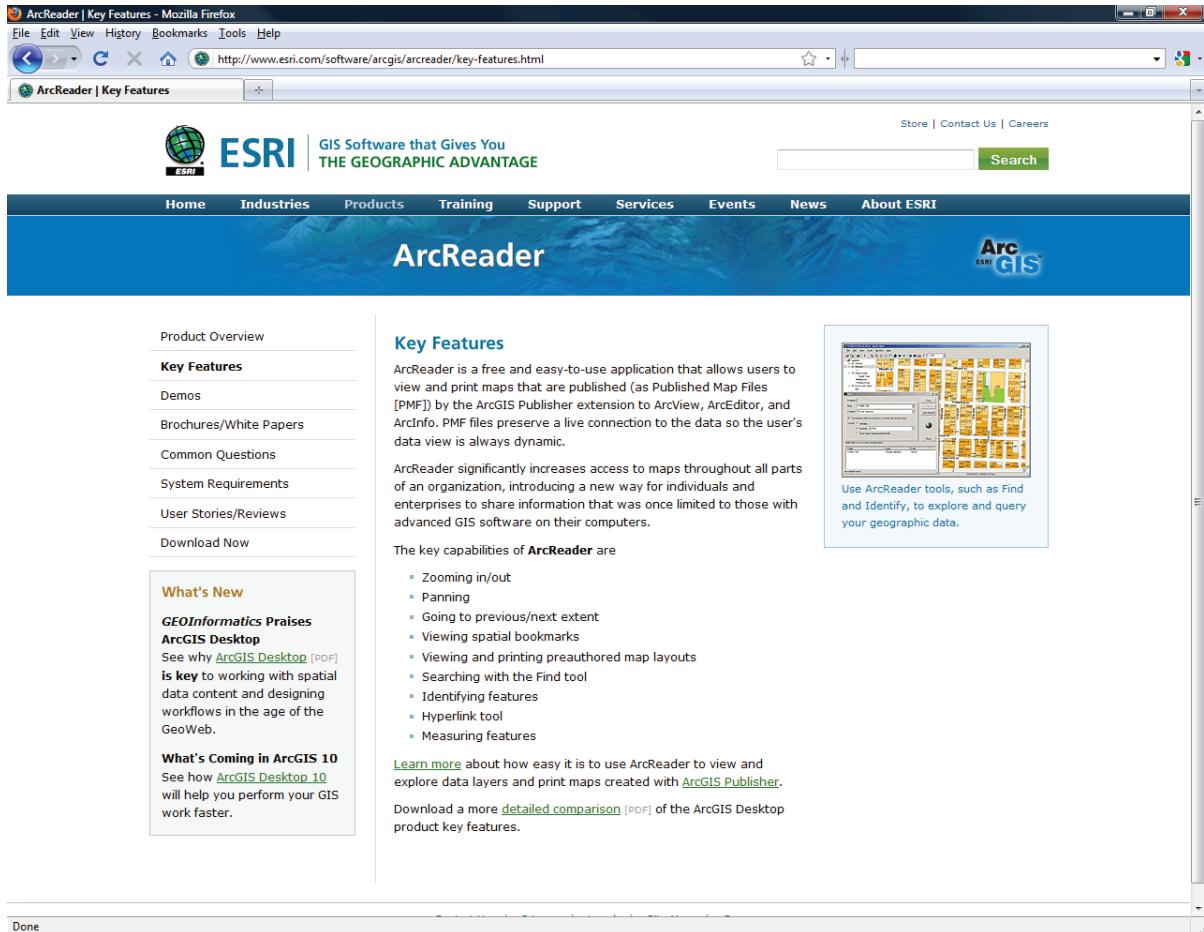 ArcReader | Key Features - Mozilla Firefox
File Edit View History Bookmarks Tools Help
http://www.esri.com/software/arcgis/arcreader/key-features.html
ArcReader | Key Features
Store | Contact Us | Careers
ESRI
ESRI
GIS Software that Gives You
THE GEOGRAPHIC ADVANTAGE
Search
Home Industries Products Training Support Services Events News About ESRI
ArcReader
Arc
ESRI GIS
Product Overview
Key Features
Demos
Brochures/White Papers
Common Questions
System Requirements
User Stories/Reviews
Download Now
What's New
GEOInformatics Praises
ArcGIS Desktop
See why ArcGIS Desktop [PDF]
is key to working with spatial
data content and designing
workflows in the age of the
GeoWeb.
What's Coming in ArcGIS 10
See how ArcGIS Desktop 10
will help you perform your GIS
work faster.
Key Features
ArcReader is a free and easy-to-use application that allows users to
view and print maps that are published (as Published Map Files
[PMF]) by the ArcGIS Publisher extension to ArcView, ArcEditor, and
ArcInfo. PMF files preserve a live connection to the data so the user's
data view is always dynamic.
ArcReader significantly increases access to maps throughout all parts
of an organization, introducing a new way for individuals and
enterprises to share information that was once limited to those with
advanced GIS software on their computers.
The key capabilities of ArcReader are
Zooming in/out
Panning
Going to previous/next extent
Viewing spatial bookmarks
Viewing and printing preauthored map layouts
Searching with the Find tool
Identifying features
Hyperlink tool
Measuring features
Learn more about how easy it is to use ArcReader to view and
explore data layers and print maps created with ArcGIS Publisher.
Download a more detailed comparison [PDF] of the ArcGIS Desktop
product key features.
Use ArcReader tools, such as Find
and Identify, to explore and query
your geographic data.
Done